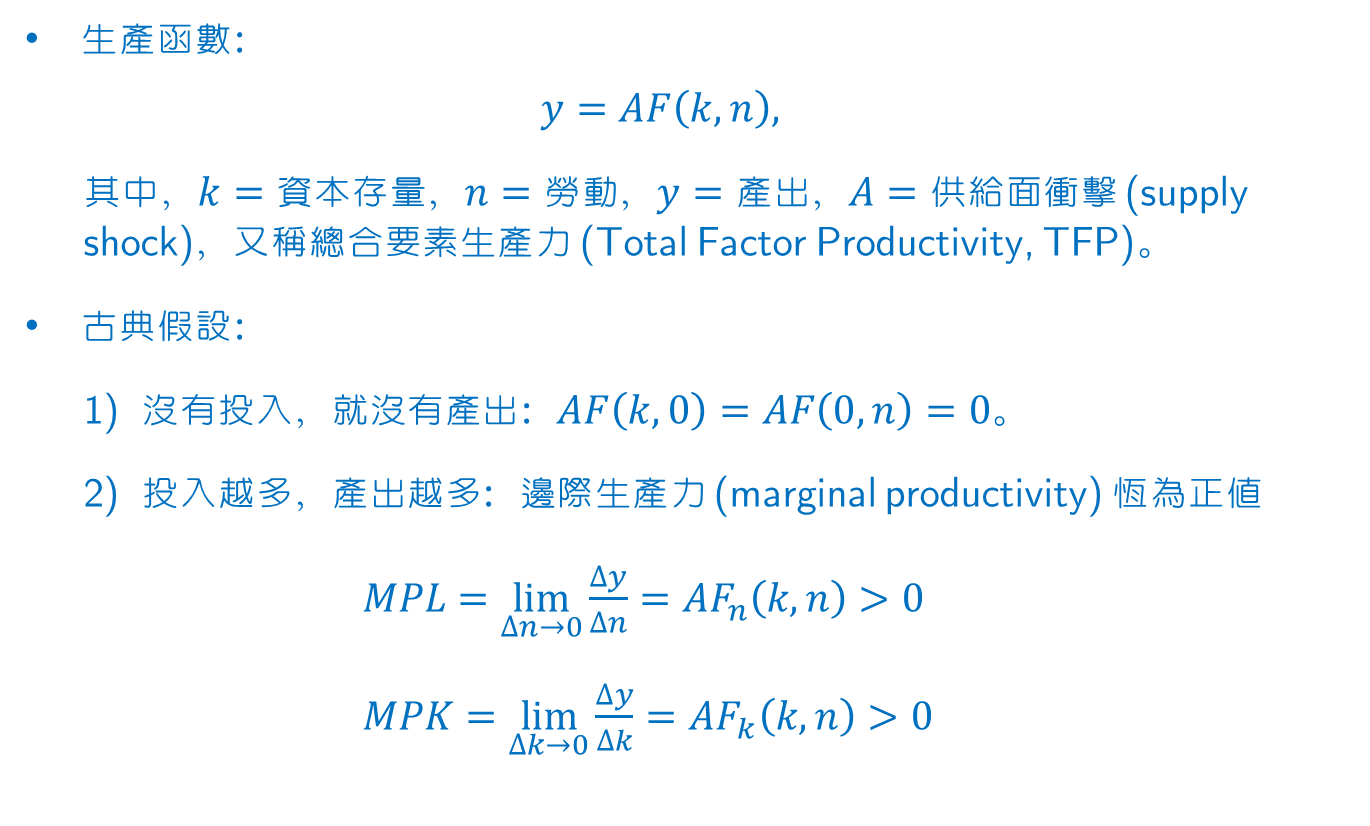 • 生產函數：
y = AF(k, n),
其中，k = 資本存量，n = 勞動，y = 產出，A = 供給面衝擊 (supply
shock)，又稱總合要素生產力 (Total Factor Productivity, TFP)。
• 古典假設：
1) 沒有投入，就沒有產出：AF(k, 0) = AF(0, n) = 0。
2) 投入越多，產出越多：邊際生產力 (marginal productivity) 恆為正值
MPL = lim_{Δn→0} Δy/Δn = AF_n(k, n) > 0
MPK = lim_{Δk→0} Δy/Δk = AF_k(k, n) > 0